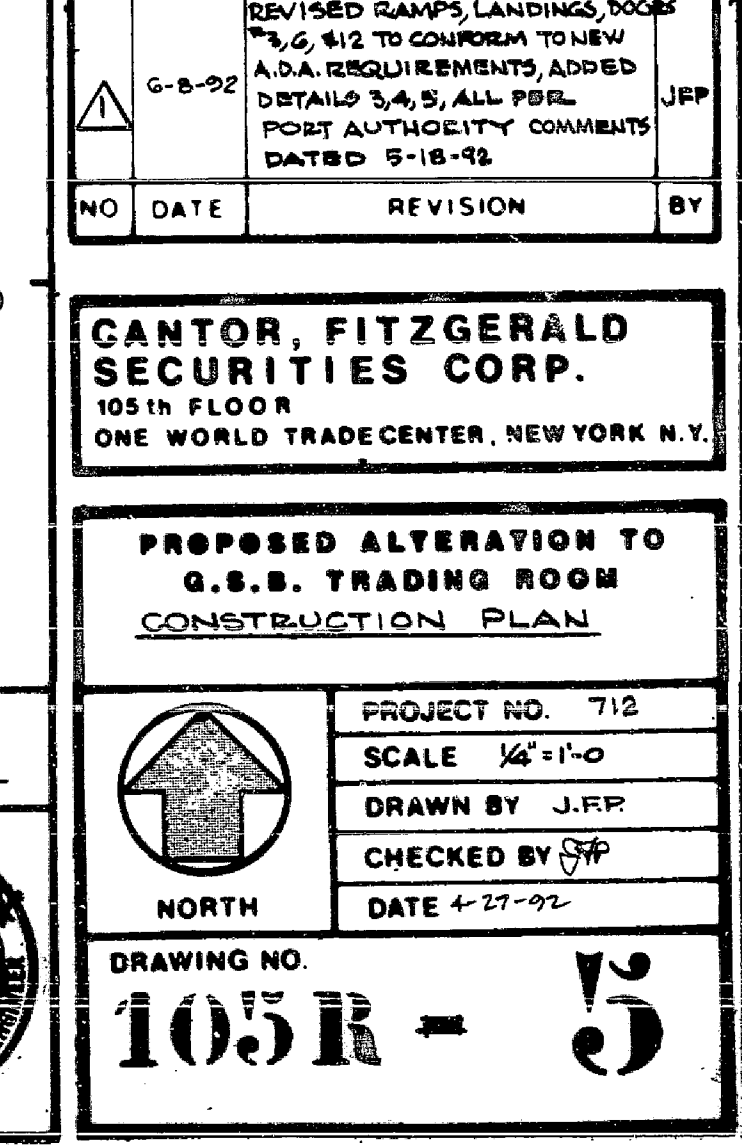 REVISED RAMPS, LANDINGS, DOORS
#3, 6, $12 TO CONFORM TO NEW
A.D.A. REQUIREMENTS, ADDED
DETAILS 3, 4, 5, ALL PER
PORT AUTHORITY COMMENTS
DATED 5-18-92
1
6-8-92
JFP
NO DATE REVISION BY
CANTOR, FITZGERALD
SECURITIES CORP.
105th FLOOR
ONE WORLD TRADE CENTER, NEW YORK N.Y.
PROPOSED ALTERATION TO
G.S.B. TRADING ROOM
CONSTRUCTION PLAN
PROJECT NO. 712
SCALE 1/4"=1'-0
DRAWN BY J.F.P.
CHECKED BY JFP
DATE 4-27-92
NORTH
DRAWING NO.
105R - 5